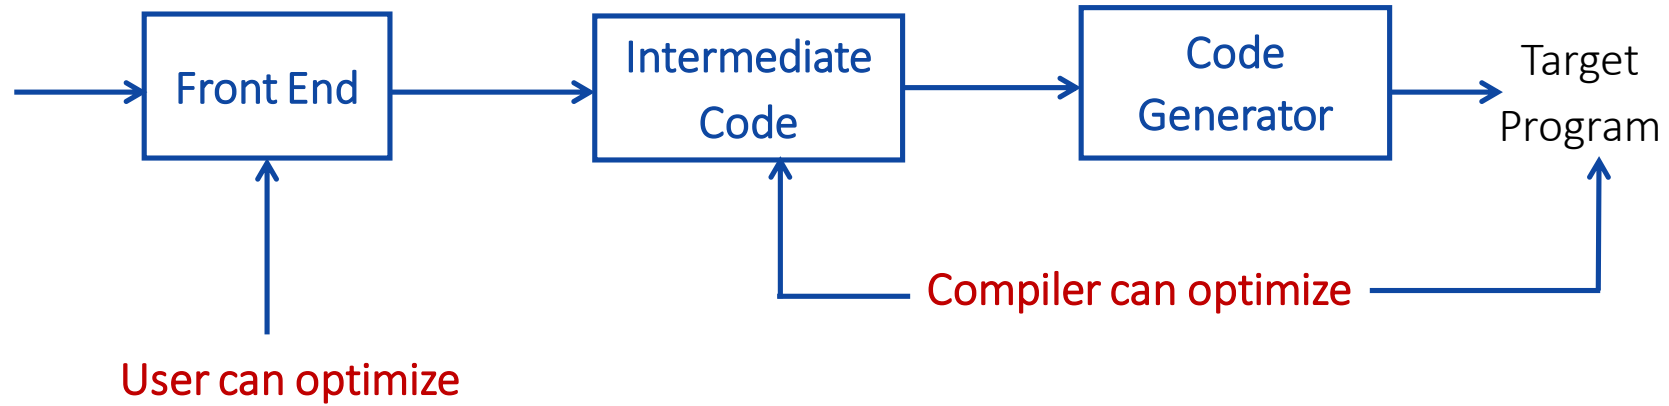 Front End
Intermediate
Code
Code
Generator
Target
Program
Compiler can optimize
User can optimize